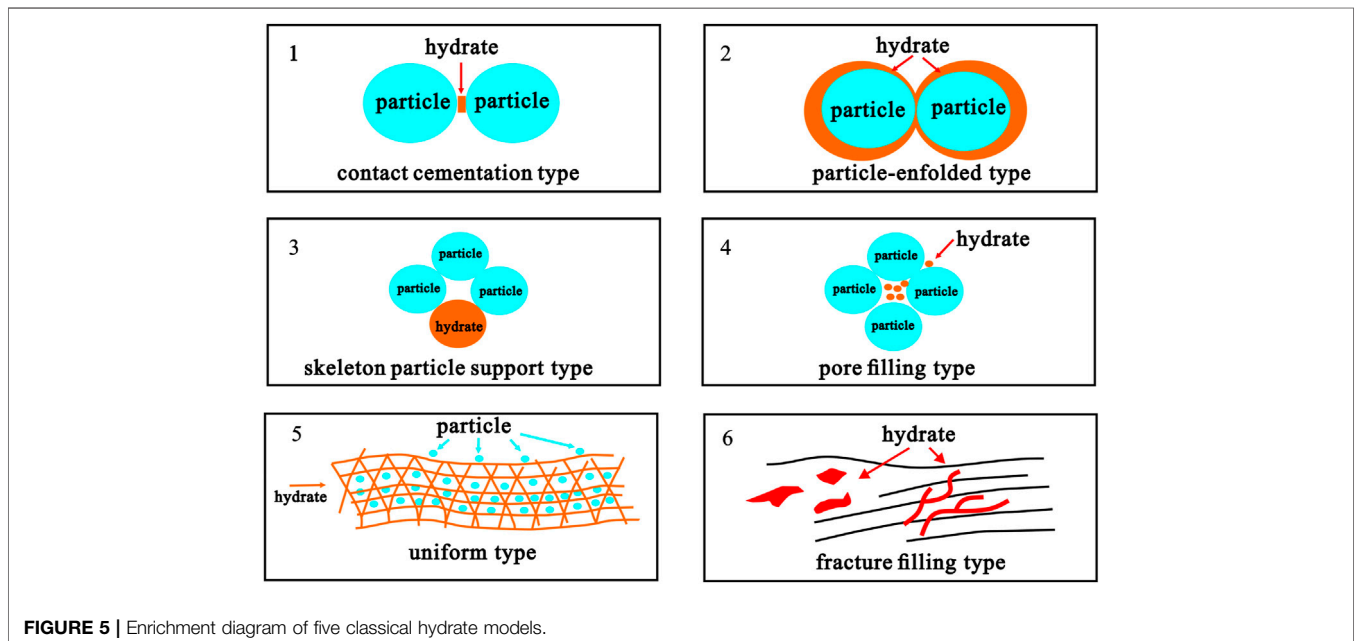 1
hydrate
particle
particle
contact cementation type
2
hydrate
particle
particle
particle-enfolded type
3
particle
particle
particle
hydrate
skeleton particle support type
4
hydrate
particle
particle
particle
particle
pore filling type
5
particle
hydrate
uniform type
6
hydrate
fracture filling type
FIGURE 5 | Enrichment diagram of five classical hydrate models.